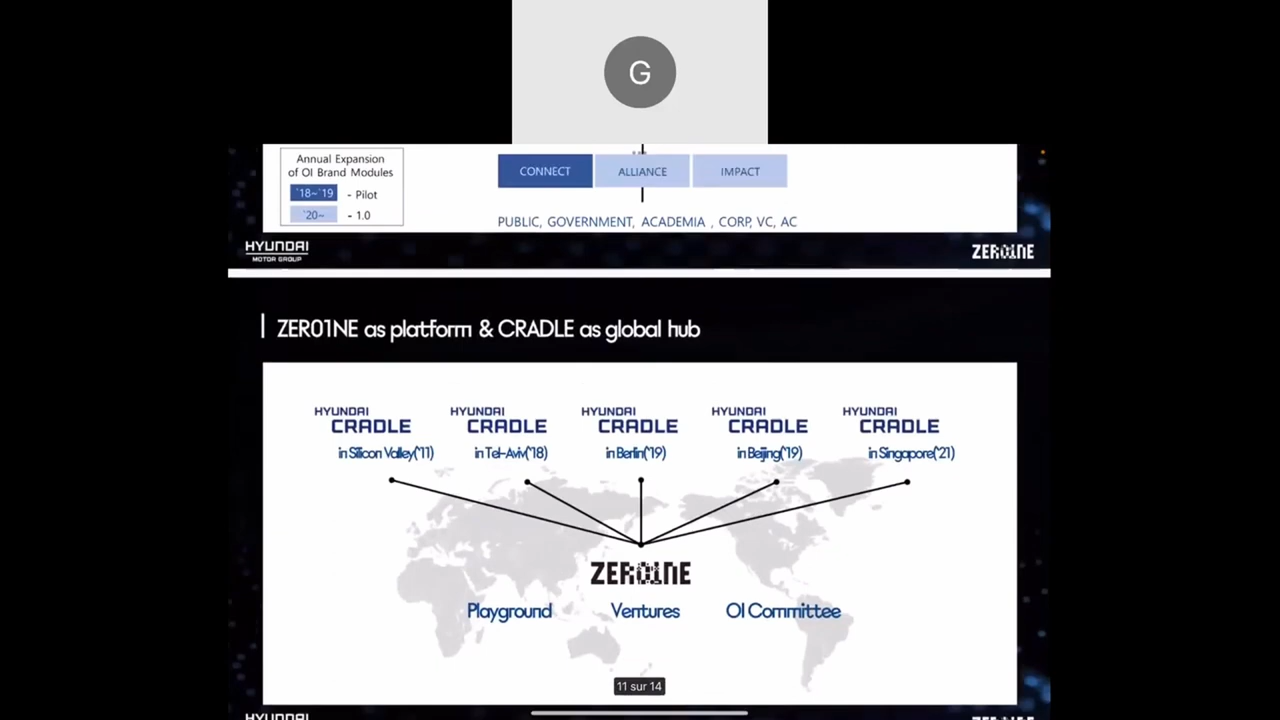 G
Annual Expansion
of OI Brand Modules
`18~`19 - Pilot
`20~ - 1.0
CONNECT ALLIANCE IMPACT
PUBLIC, GOVERNMENT, ACADEMIA , CORP, VC, AC
HYUNDAI
MOTOR GROUP
ZER01NE
ZER01NE as platform & CRADLE as global hub
HYUNDAI CRADLE
in Silicon Valley('11)
HYUNDAI CRADLE
in Tel-Aviv('18)
HYUNDAI CRADLE
in Berlin('19)
HYUNDAI CRADLE
in Beijing('19)
HYUNDAI CRADLE
in Singapore('21)
ZER01NE
Playground Ventures OI Committee
11 sur 14
HYUNDAI
ZER01NE